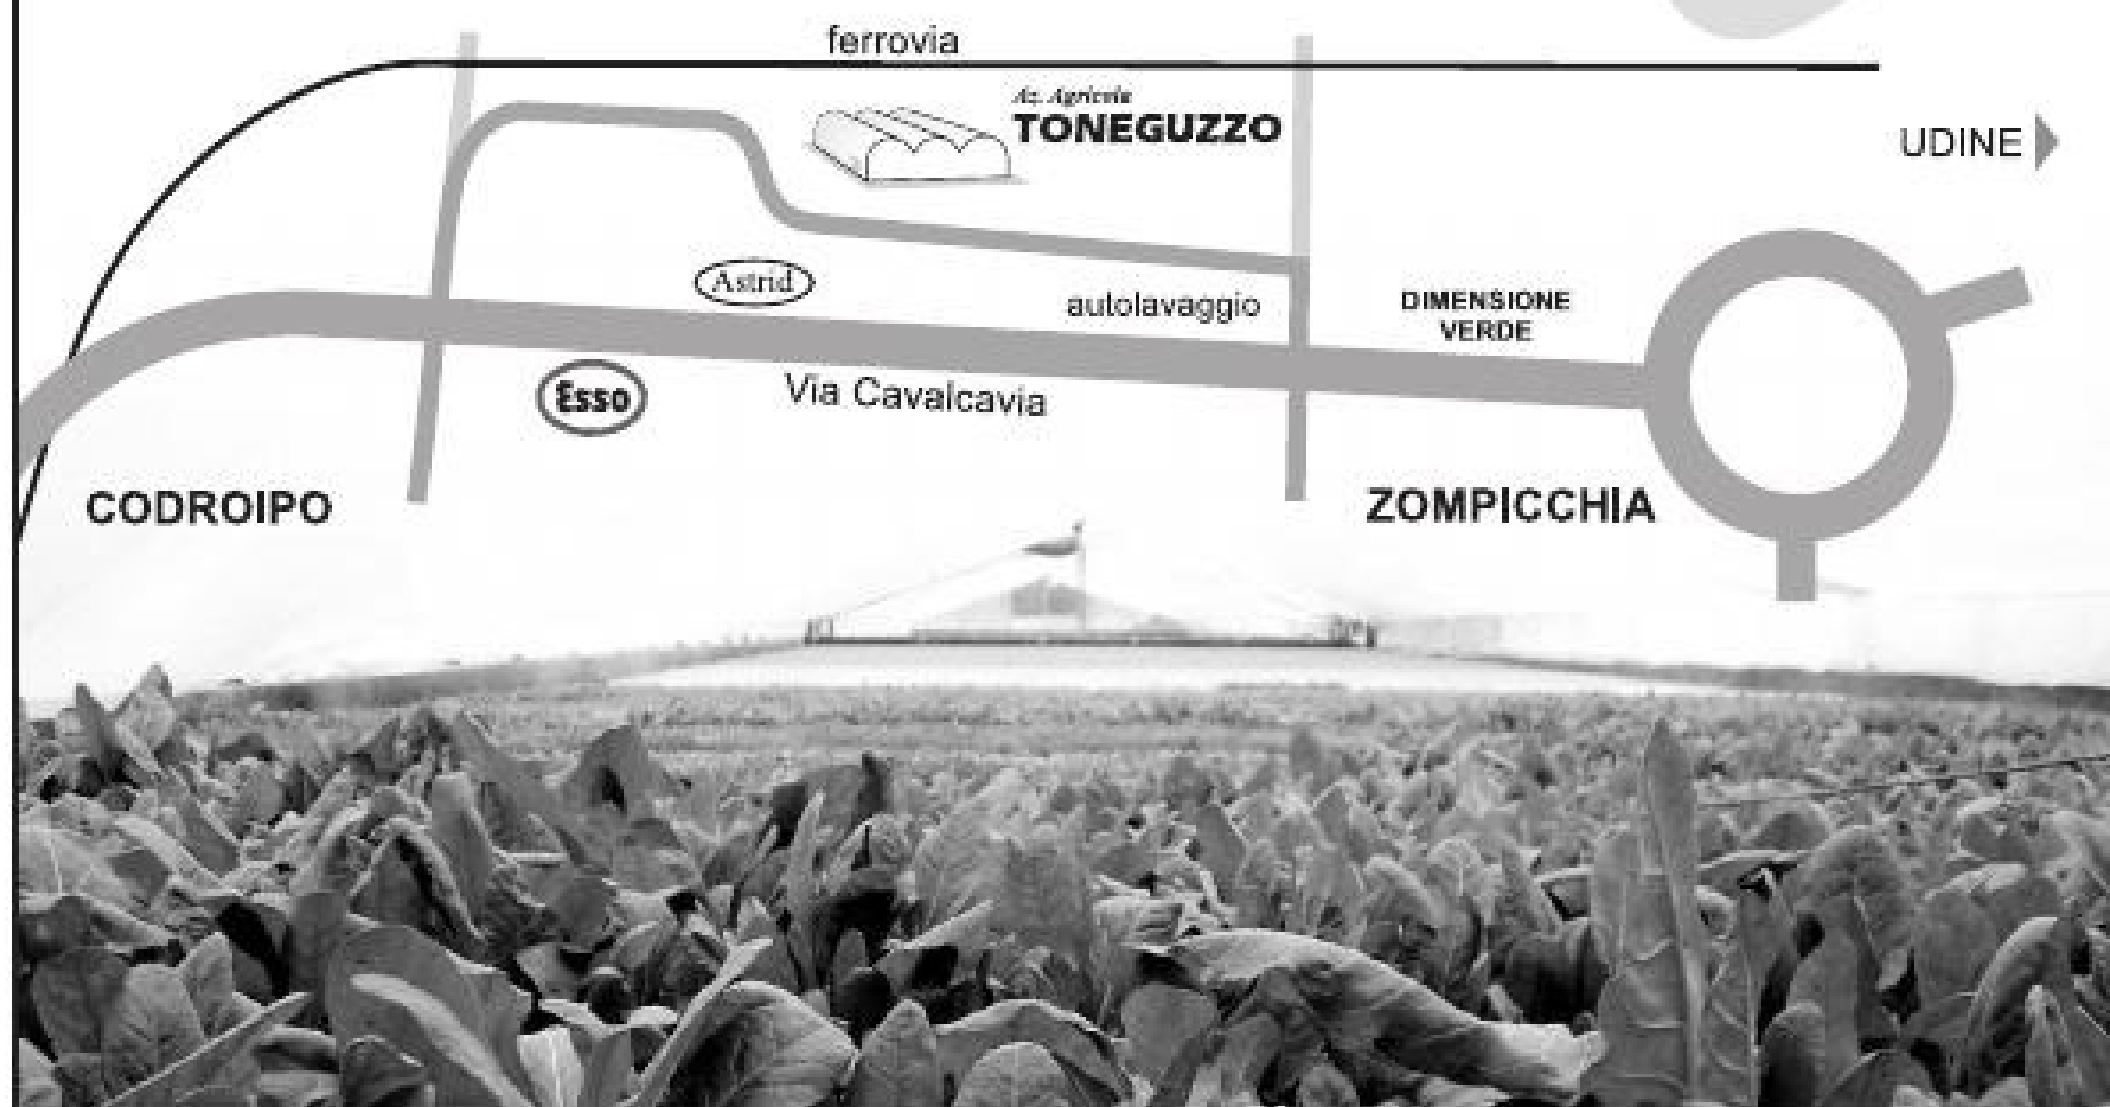 ferrovia
Az. Agricola
TONEGUZZO
UDINE
Astrid
autolavaggio
DIMENSIONE
VERDE
Esso
Via Cavalcavia
CODROIPO
ZOMPICCHIA